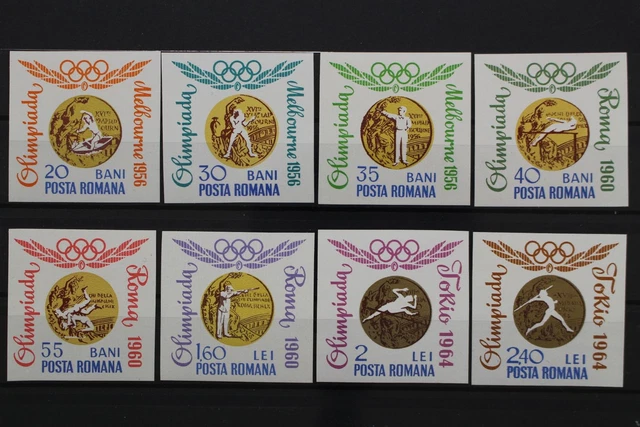 Olimpiada
Melbourne 1956
20 BANI
POSTA ROMANA
Olimpiada
Melbourne 1956
30 BANI
POSTA ROMANA
Olimpiada
Melbourne 1956
35 BANI
POSTA ROMANA
Olimpiada
Roma 1960
40 BANI
POSTA ROMANA
Olimpiada
Roma 1960
55 BANI
POSTA ROMANA
Olimpiada
Roma 1960
1,60 LEI
POSTA ROMANA
Olimpiada
Tokio 1964
2 LEI
POSTA ROMANA
Olimpiada
Tokio 1964
2,40 LEI
POSTA ROMANA